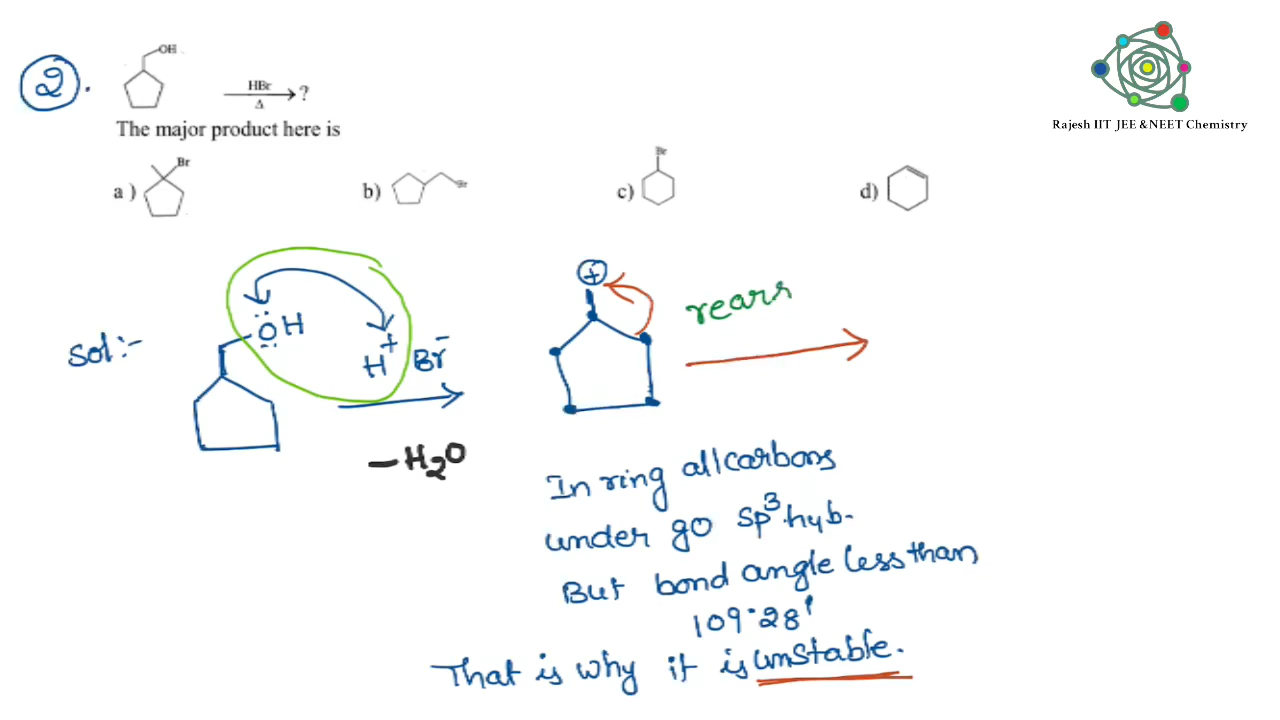 2.
OH
HBr
Δ
?
Rajesh IIT JEE &NEET Chemistry
The major product here is
a )
Br
b)
Br
c)
Br
d)
Sol:-
ÖH
H+ Br-
-H2O
+
rearr
In ring all carbons
under go sp3 hyb.
But bond angle less than
109°28'
That is why it is unstable.